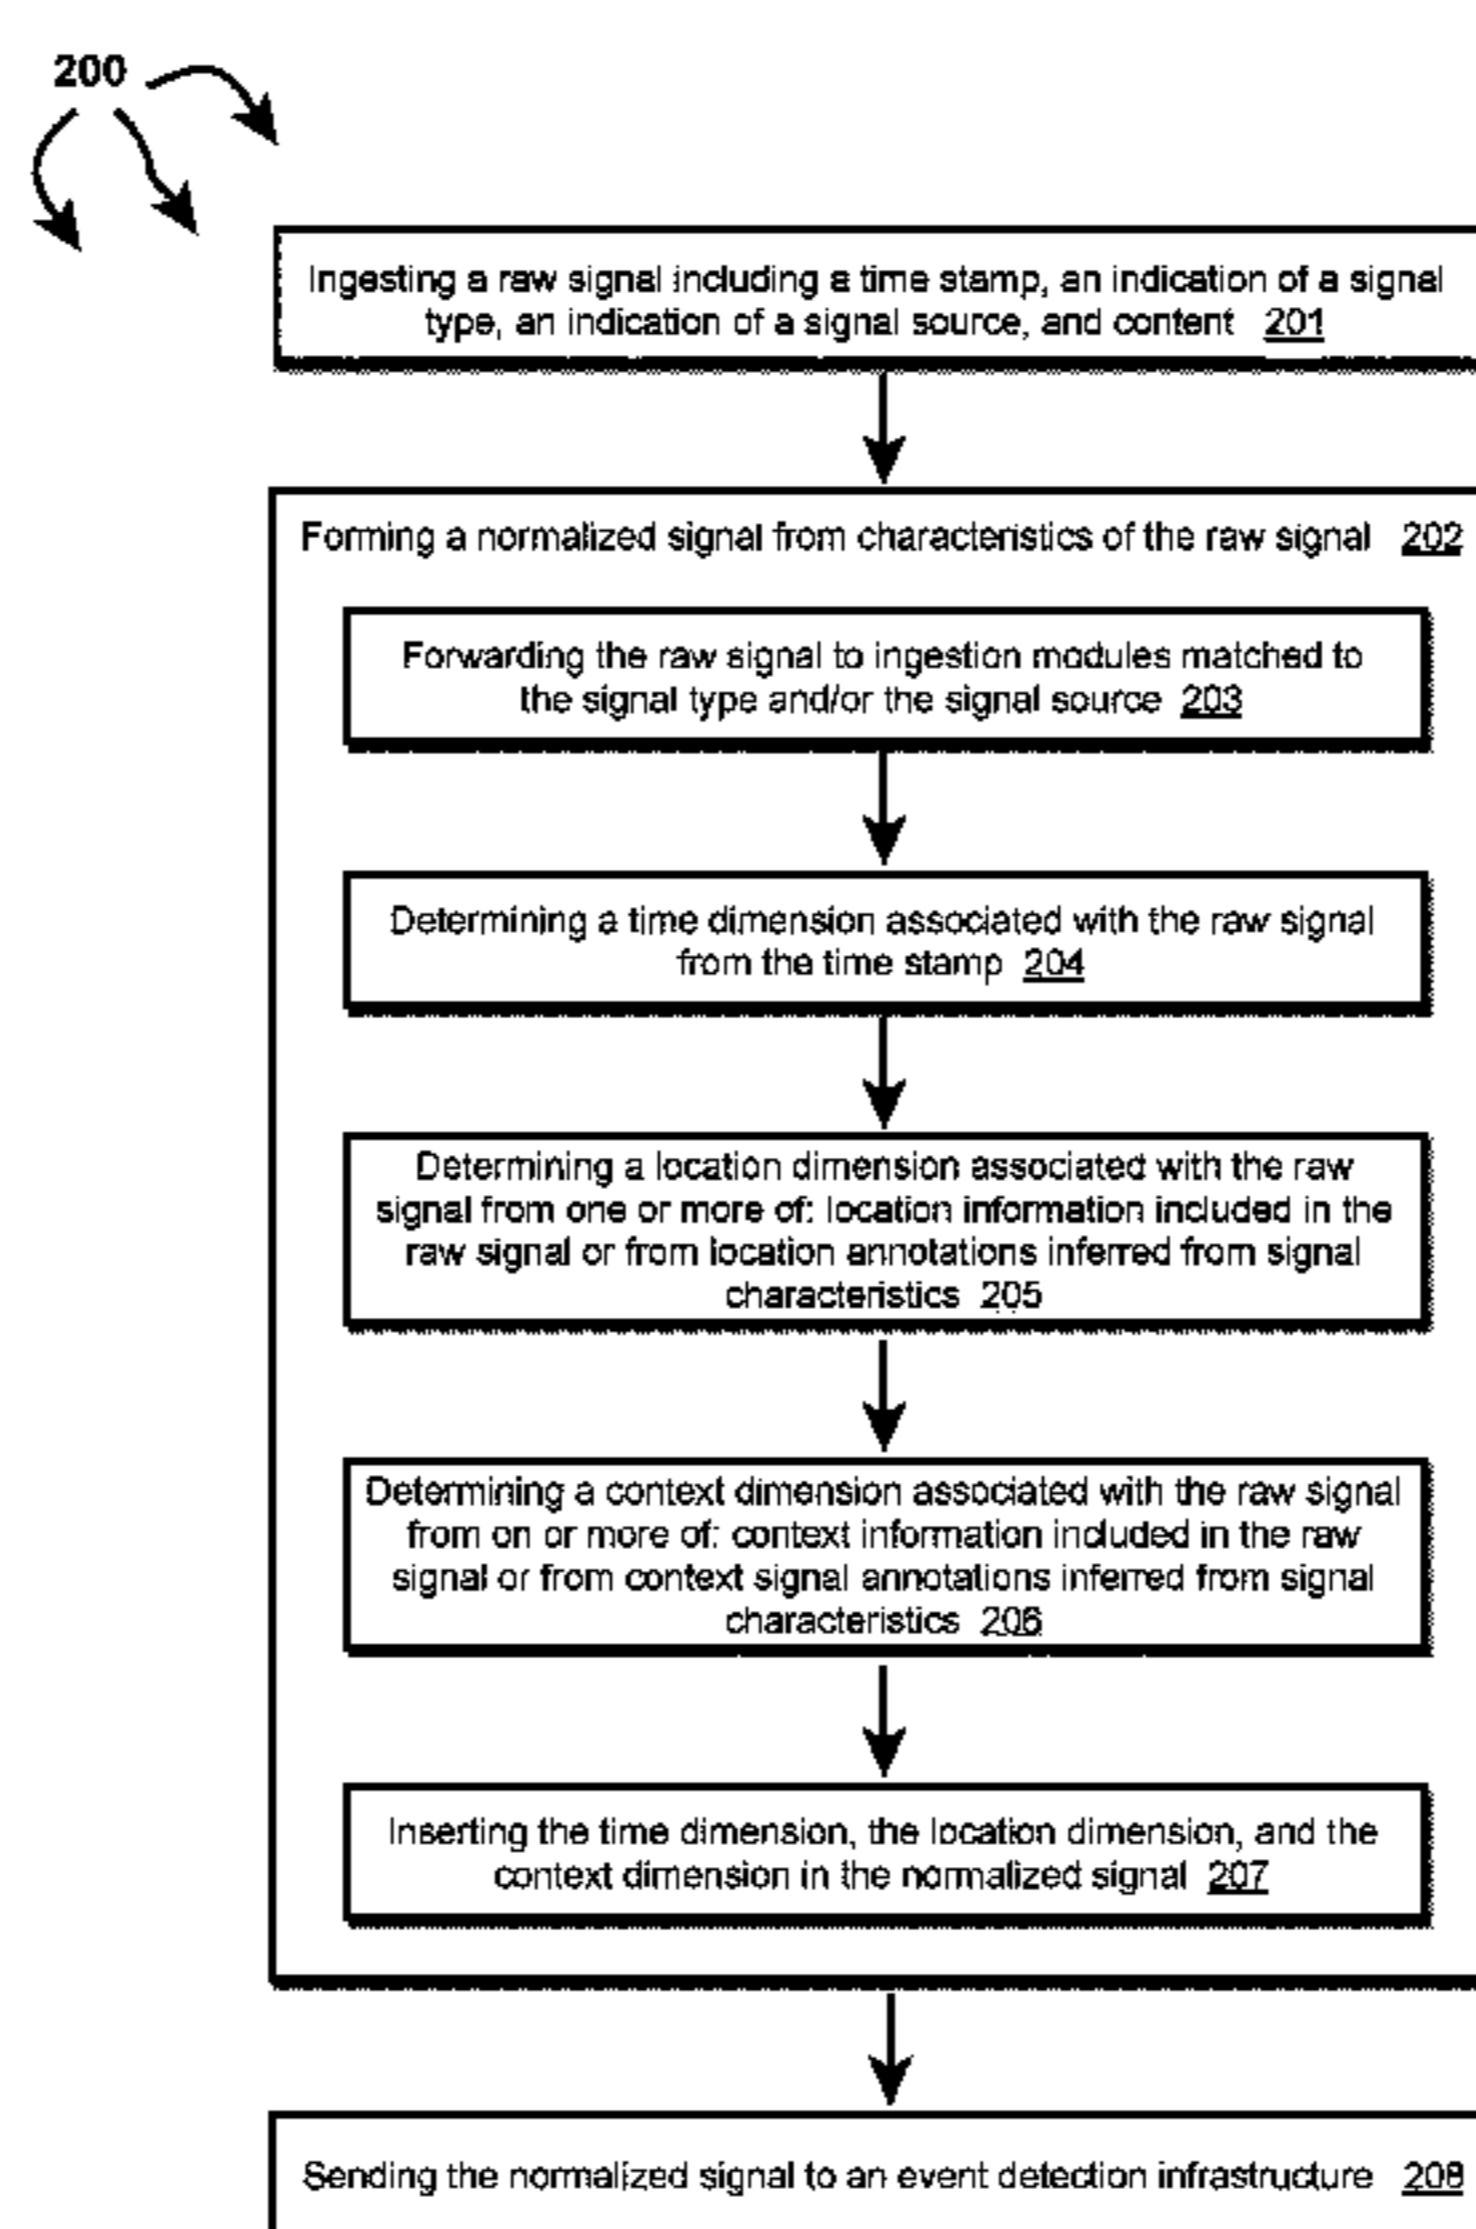 200
Ingesting a raw signal including a time stamp, an indication of a signal
type, an indication of a signal source, and content 201
Forming a normalized signal from characteristics of the raw signal 202
Forwarding the raw signal to ingestion modules matched to
the signal type and/or the signal source 203
Determining a time dimension associated with the raw signal
from the time stamp 204
Determining a location dimension associated with the raw
signal from one or more of: location information included in the
raw signal or from location annotations inferred from signal
characteristics 205
Determining a context dimension associated with the raw signal
from on or more of: context information included in the raw
signal or from context signal annotations inferred from signal
characteristics 206
Inserting the time dimension, the location dimension, and the
context dimension in the normalized signal 207
Sending the normalized signal to an event detection infrastructure 208